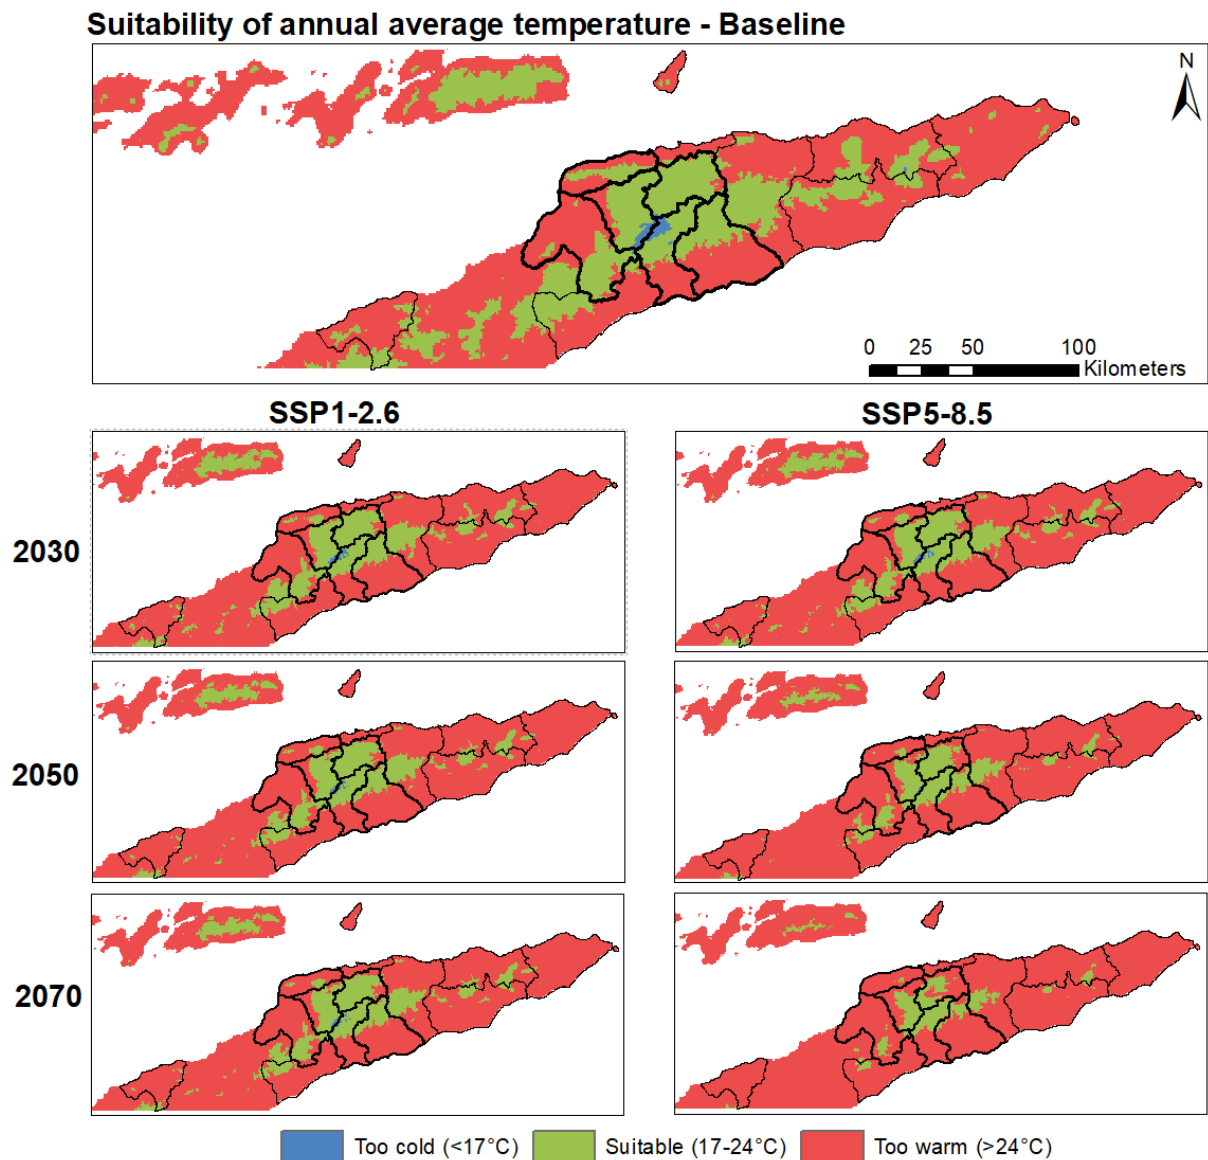 Suitability of annual average temperature - Baseline
N
0 25 50 100
Kilometers
SSP1-2.6 SSP5-8.5
2030
2050
2070
Too cold (<17°C) Suitable (17-24°C) Too warm (>24°C)